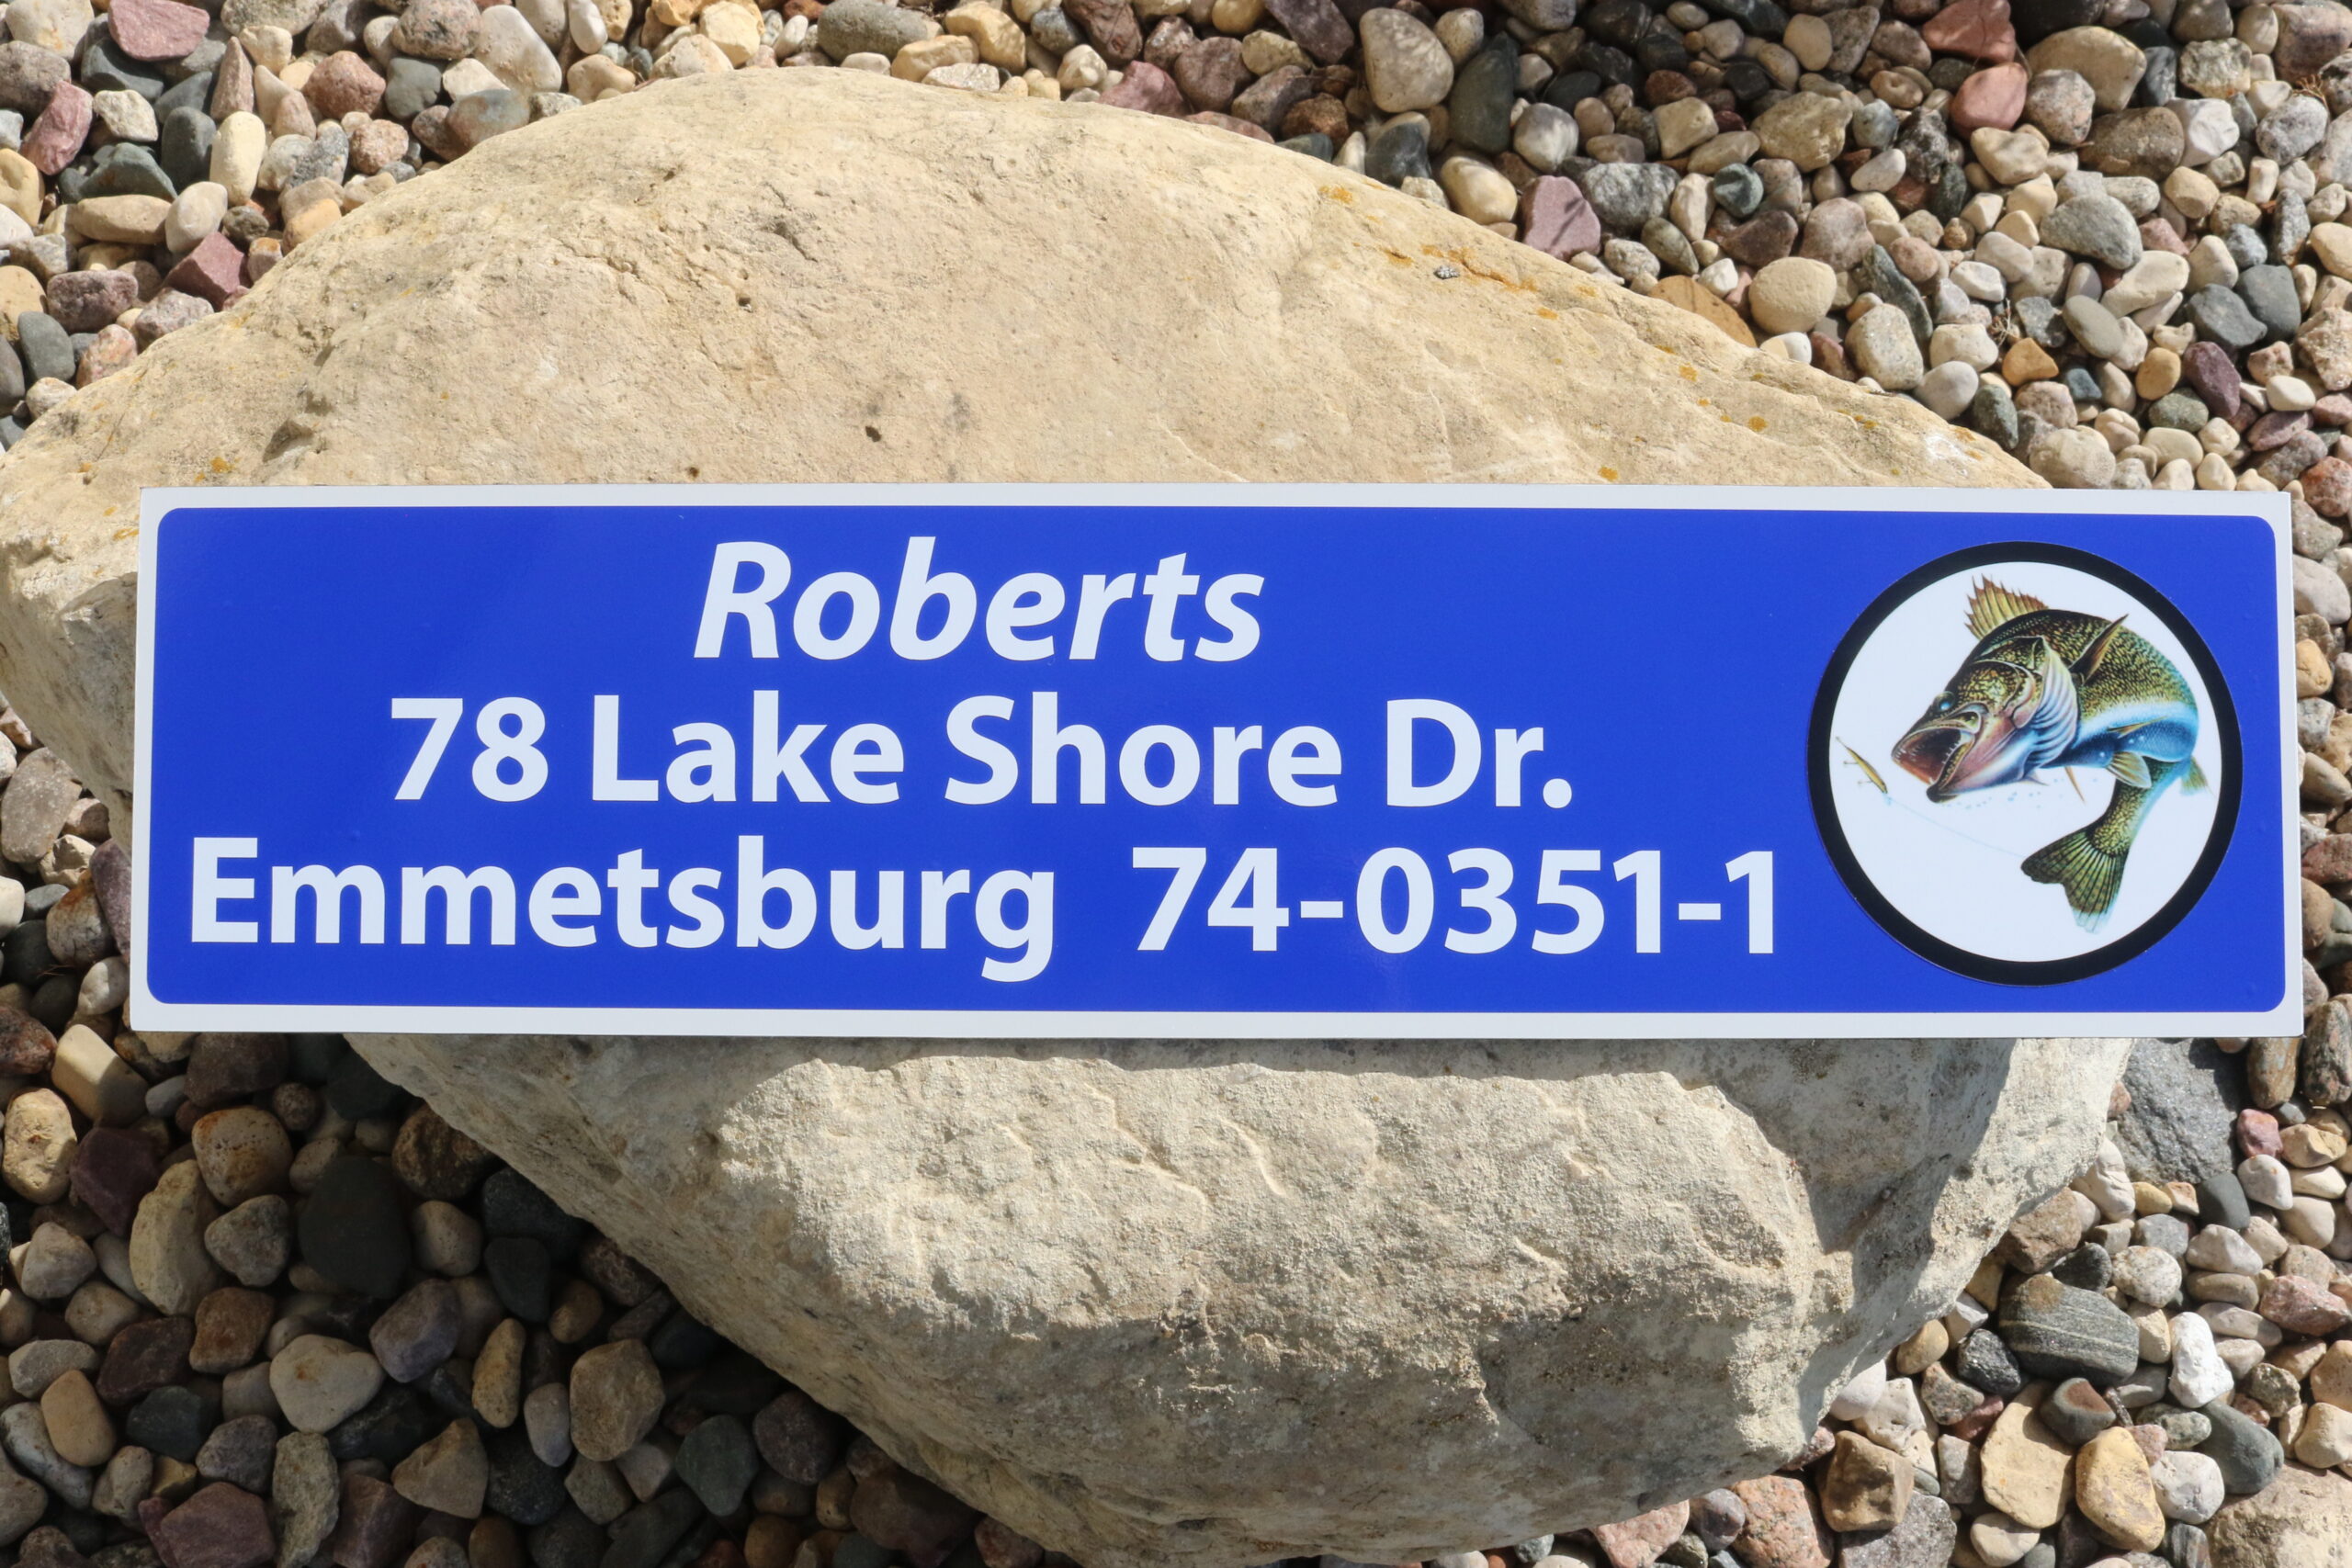 Roberts
78 Lake Shore Dr.
Emmetsburg 74-0351-1